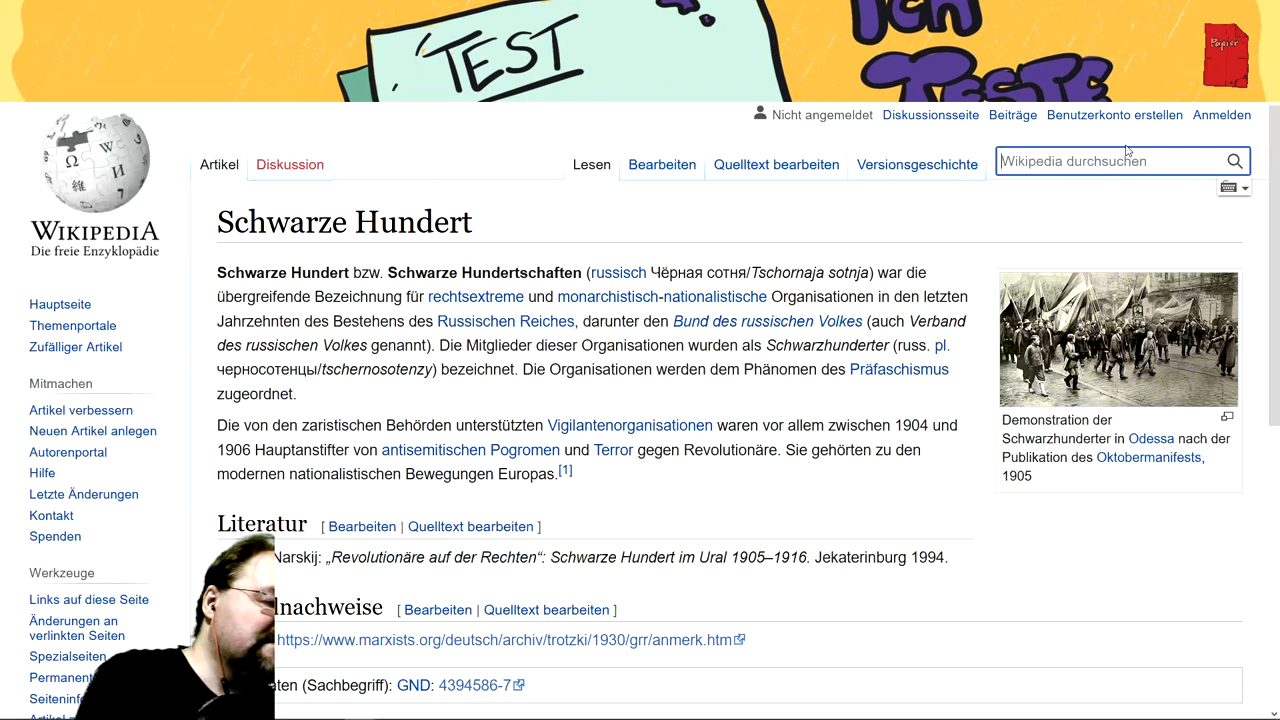 TEST
ICH
TESTE
Papier
Nicht angemeldet Diskussionsseite Beiträge Benutzerkonto erstellen Anmelden
Artikel Diskussion Lesen Bearbeiten Quelltext bearbeiten Versionsgeschichte Wikipedia durchsuchen
WIKIPEDIA
Die freie Enzyklopädie
Hauptseite
Themenportale
Zufälliger Artikel
Mitmachen
Artikel verbessern
Neuen Artikel anlegen
Autorenportal
Hilfe
Letzte Änderungen
Kontakt
Spenden
Werkzeuge
Links auf diese Seite
Änderungen an
verlinkten Seiten
Spezialseiten
Permanent
Seiteninfo
Schwarze Hundert
Schwarze Hundert bzw. Schwarze Hundertschaften (russisch Чёрная сотня/Tschornaja sotnja) war die
übergreifende Bezeichnung für rechtsextreme und monarchistisch-nationalistische Organisationen in den letzten
Jahrzehnten des Bestehens des Russischen Reiches, darunter den Bund des russischen Volkes (auch Verband
des russischen Volkes genannt). Die Mitglieder dieser Organisationen wurden als Schwarzhunderter (russ. pl.
черносотенцы/tschernosotenzy) bezeichnet. Die Organisationen werden dem Phänomen des Präfaschismus
zugeordnet.
Die von den zaristischen Behörden unterstützten Vigilantenorganisationen waren vor allem zwischen 1904 und
1906 Hauptanstifter von antisemitischen Pogromen und Terror gegen Revolutionäre. Sie gehörten zu den
modernen nationalistischen Bewegungen Europas.[1]
Demonstration der
Schwarzhunderter in Odessa nach der
Publikation des Oktobermanifests,
1905
Literatur [ Bearbeiten | Quelltext bearbeiten ]
Narskij: „Revolutionäre auf der Rechten“: Schwarze Hundert im Ural 1905–1916. Jekaterinburg 1994.
lnachweise [ Bearbeiten | Quelltext bearbeiten ]
https://www.marxists.org/deutsch/archiv/trotzki/1930/grr/anmerk.htm
aten (Sachbegriff): GND: 4394586-7